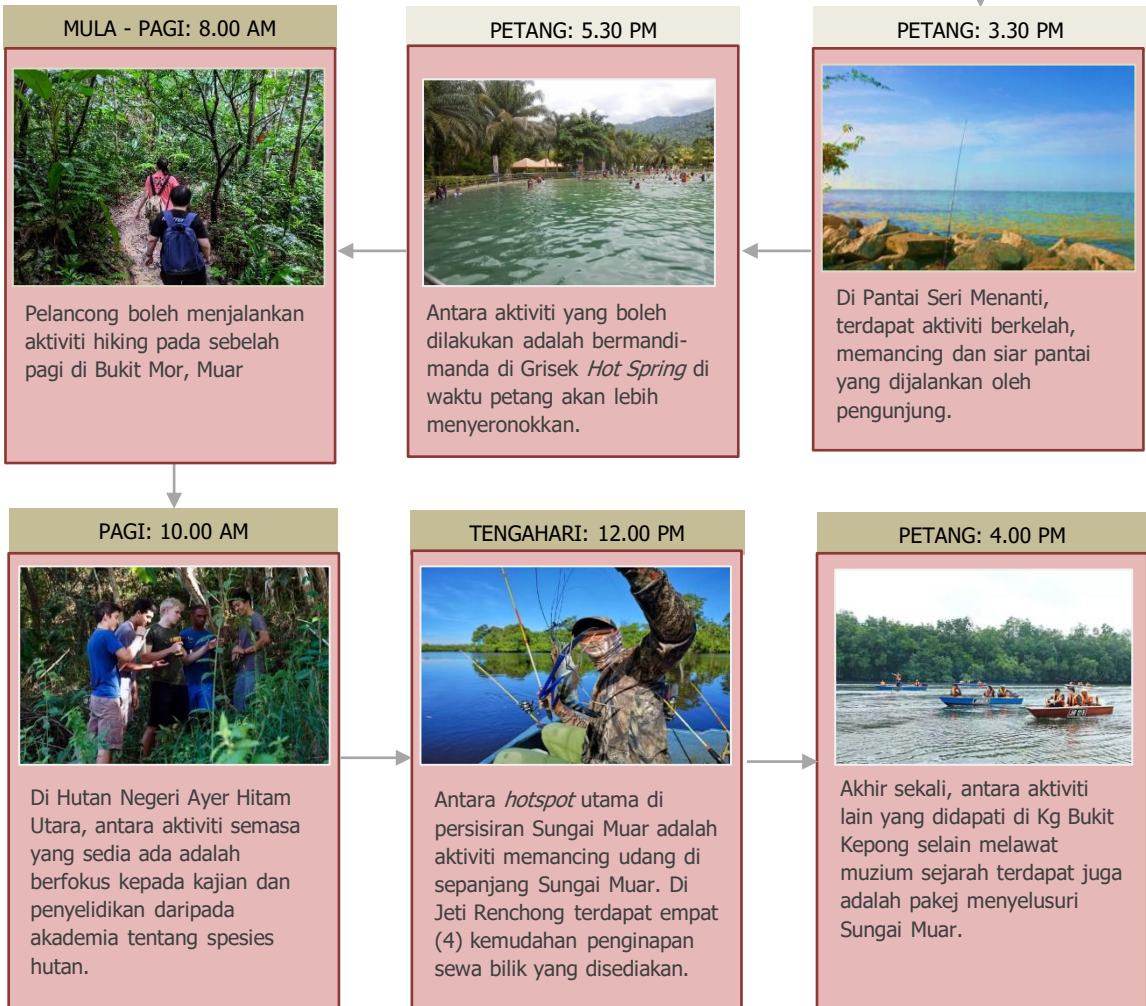 MULA - PAGI: 8.00 AM
Pelancong boleh menjalankan
aktiviti hiking pada sebelah
pagi di Bukit Mor, Muar
PETANG: 5.30 PM
Antara aktiviti yang boleh
dilakukan adalah bermandi-
manda di Grisek Hot Spring di
waktu petang akan lebih
menyeronokkan.
PETANG: 3.30 PM
Di Pantai Seri Menanti,
terdapat aktiviti berkelah,
memancing dan siar pantai
yang dijalankan oleh
pengunjung.
PAGI: 10.00 AM
Di Hutan Negeri Ayer Hitam
Utara, antara aktiviti semasa
yang sedia ada adalah
berfokus kepada kajian dan
penyelidikan daripada
akademia tentang spesies
hutan.
TENGAHARI: 12.00 PM
Antara hotspot utama di
persisiran Sungai Muar adalah
aktiviti memancing udang di
sepanjang Sungai Muar. Di
Jeti Renchong terdapat empat
(4) kemudahan penginapan
sewa bilik yang disediakan.
PETANG: 4.00 PM
Akhir sekali, antara aktiviti
lain yang didapati di Kg Bukit
Kepong selain melawat
muzium sejarah terdapat juga
adalah pakej menyelusuri
Sungai Muar.